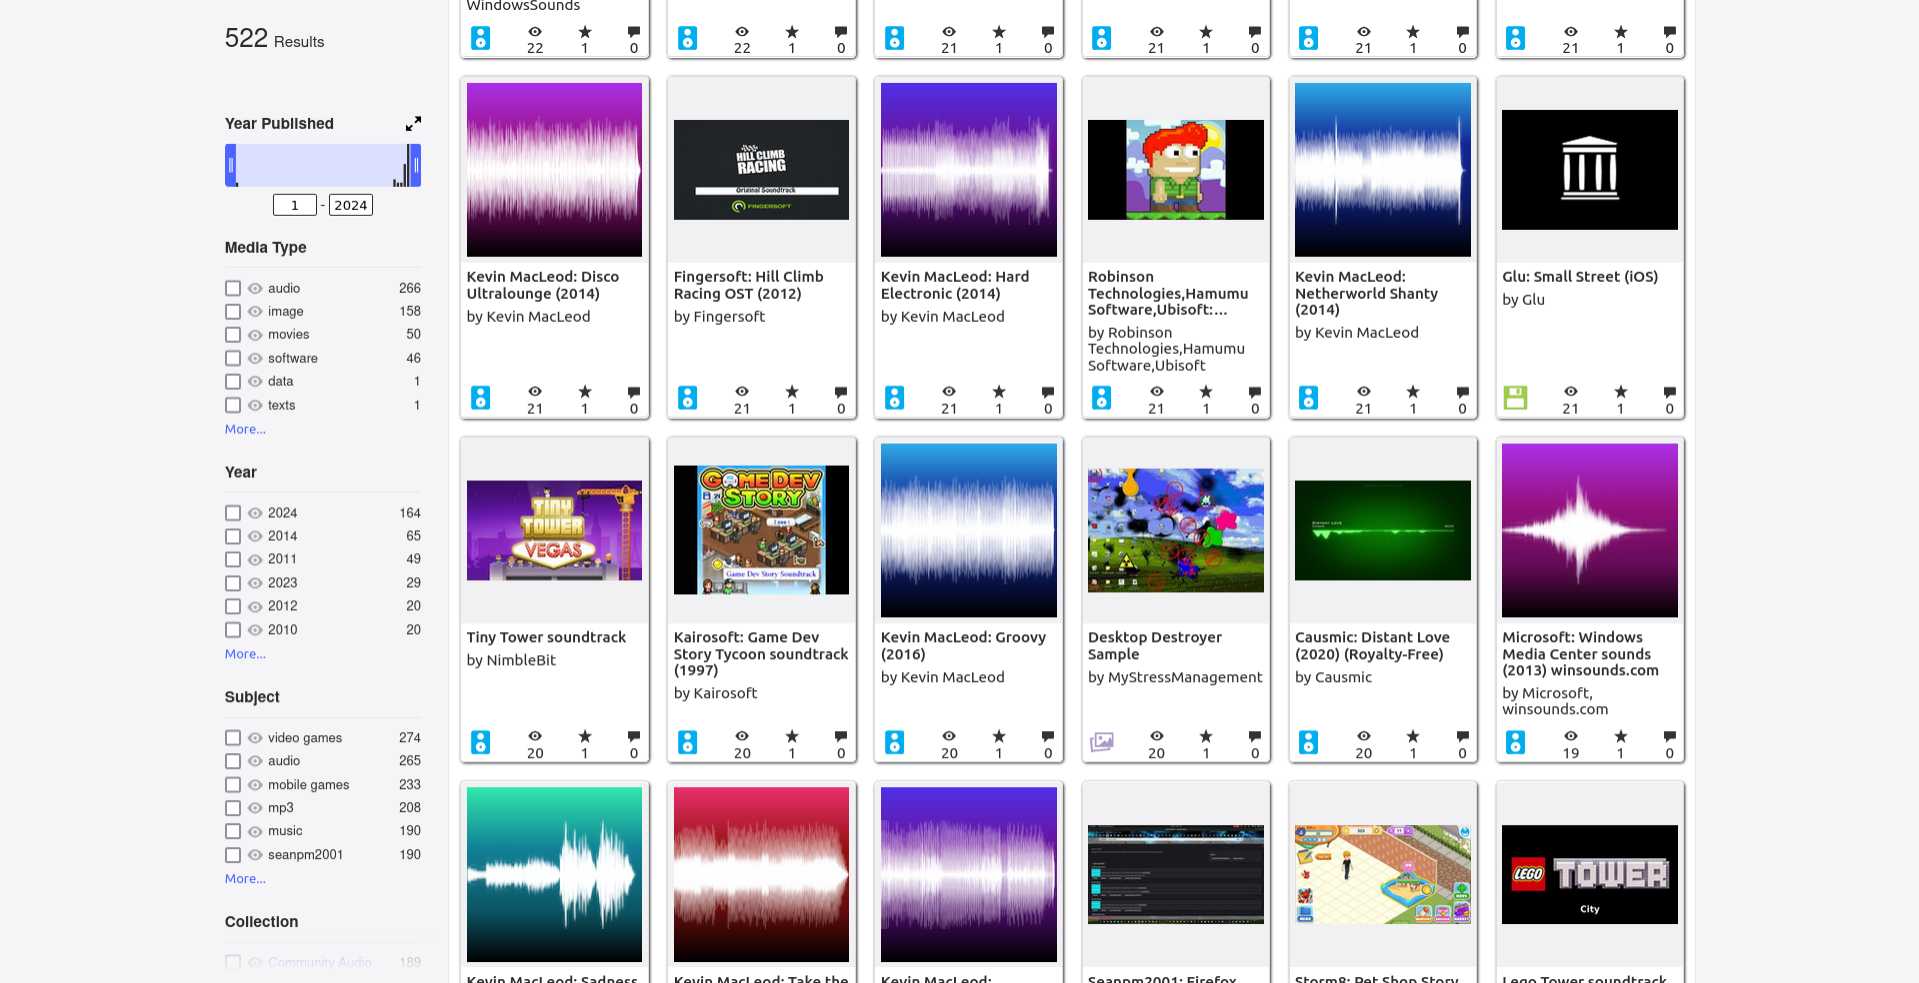 522 Results
Year Published
1 - 2024
Media Type
audio 266
image 158
movies 50
software 46
data 1
texts 1
More...
Year
2024 164
2014 65
2011 49
2023 29
2012 20
2010 20
More...
Subject
video games 274
audio 265
mobile games 233
mp3 208
music 190
seanpm2001 190
More...
Collection
Community Audio 189
WindowsSounds
22 1 0
22 1 0
21 1 0
21 1 0
21 1 0
21 1 0
Kevin MacLeod: Disco
Ultralounge (2014)
by Kevin MacLeod
21 1 0
HILL CLIMB
RACING
Original Soundtrack
FINGERSOFT
Fingersoft: Hill Climb
Racing OST (2012)
by Fingersoft
21 1 0
Kevin MacLeod: Hard
Electronic (2014)
by Kevin MacLeod
21 1 0
Robinson
Technologies,Hamumu
Software,Ubisoft:...
by Robinson
Technologies,Hamumu
Software,Ubisoft
21 1 0
Kevin MacLeod:
Netherworld Shanty
(2014)
by Kevin MacLeod
21 1 0
Glu: Small Street (iOS)
by Glu
21 1 0
TINY
TOWER
VEGAS
Tiny Tower soundtrack
by NimbleBit
20 1 0
GAME DEV
STORY
Game Dev Story Soundtrack
Kairosoft: Game Dev
Story Tycoon soundtrack
(1997)
by Kairosoft
20 1 0
Kevin MacLeod: Groovy
(2016)
by Kevin MacLeod
20 1 0
Desktop Destroyer
Sample
by MyStressManagement
20 1 0
DISTANT LOVE
Causmic: Distant Love
(2020) (Royalty-Free)
by Causmic
20 1 0
Microsoft: Windows
Media Center sounds
(2013) winsounds.com
by Microsoft,
winsounds.com
19 1 0
Kevin MacLeod: Sadness
Kevin MacLeod: Take the
Kevin MacLeod:
Seanpm2001: Firefox
Storm8: Pet Shop Story
LEGO TOWER
City
Lego Tower soundtrack